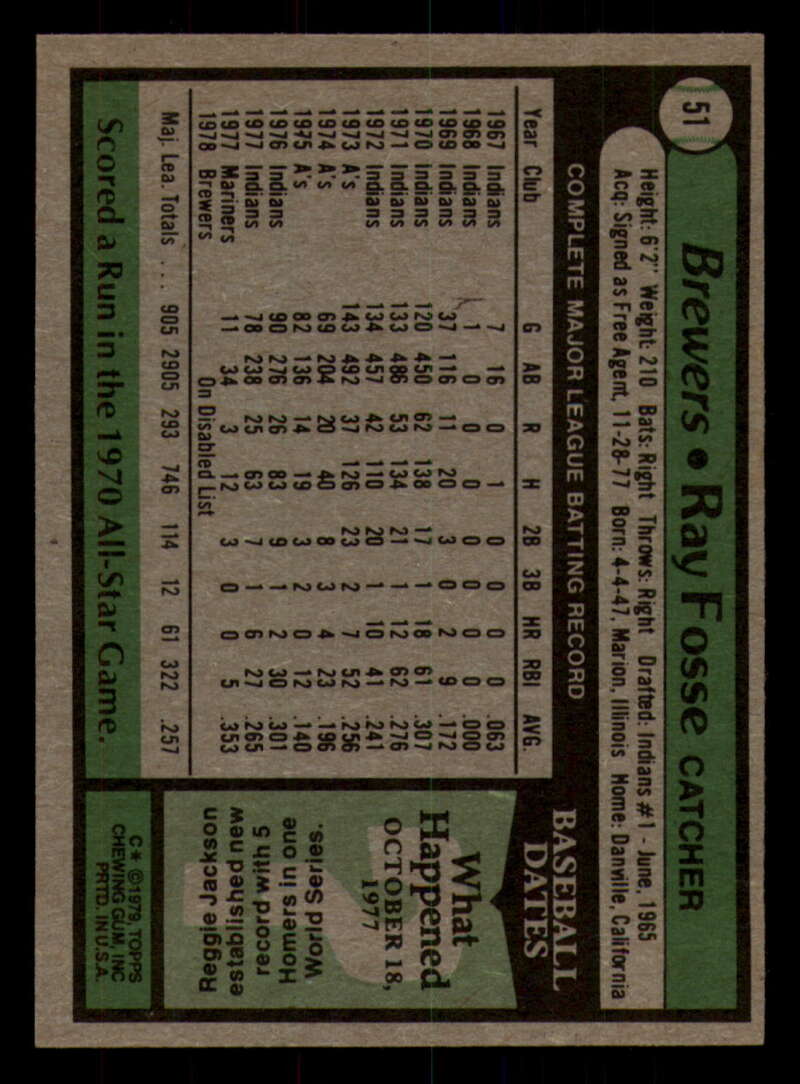 51
Brewers • Ray Fosse CATCHER
Height: 6'2" Weight: 210 Bats: Right Throws: Right Drafted: Indians #1 - June, 1965
Acq: Signed as Free Agent, 11-28-77 Born: 4-4-47, Marion, Illinois Home: Danville, California
COMPLETE MAJOR LEAGUE BATTING RECORD
Year Club G AB R H 2B 3B HR RBI AVG.
1967 Indians 7 16 0 1 0 0 0 0 .063
1968 Indians 1 0 0 0 0 0 0 0 .000
1969 Indians 37 116 11 20 3 0 2 9 .172
1970 Indians 120 450 62 138 17 1 18 61 .307
1971 Indians 133 486 53 134 21 1 12 62 .276
1972 Indians 134 457 42 110 20 1 10 41 .241
1973 A's 143 492 37 126 23 2 7 52 .256
1974 A's 69 204 20 40 8 3 4 23 .196
1975 A's 82 136 14 19 3 2 0 12 .140
1976 Indians 90 276 26 83 9 1 2 30 .301
1977 Indians 78 238 25 63 7 1 6 27 .265
1977 Mariners 11 34 3 12 3 0 0 5 .353
1978 Brewers On Disabled List
Maj. Lea. Totals . . . 905 2905 293 746 114 12 61 322 .257
Scored a Run in the 1970 All-Star Game.
BASEBALL
DATES
What
Happened
OCTOBER 18,
1977
Reggie Jackson
established new
record with 5
Homers in one
World Series.
C* ©1979, TOPPS
CHEWING GUM, INC
PRTD. IN U.S.A.